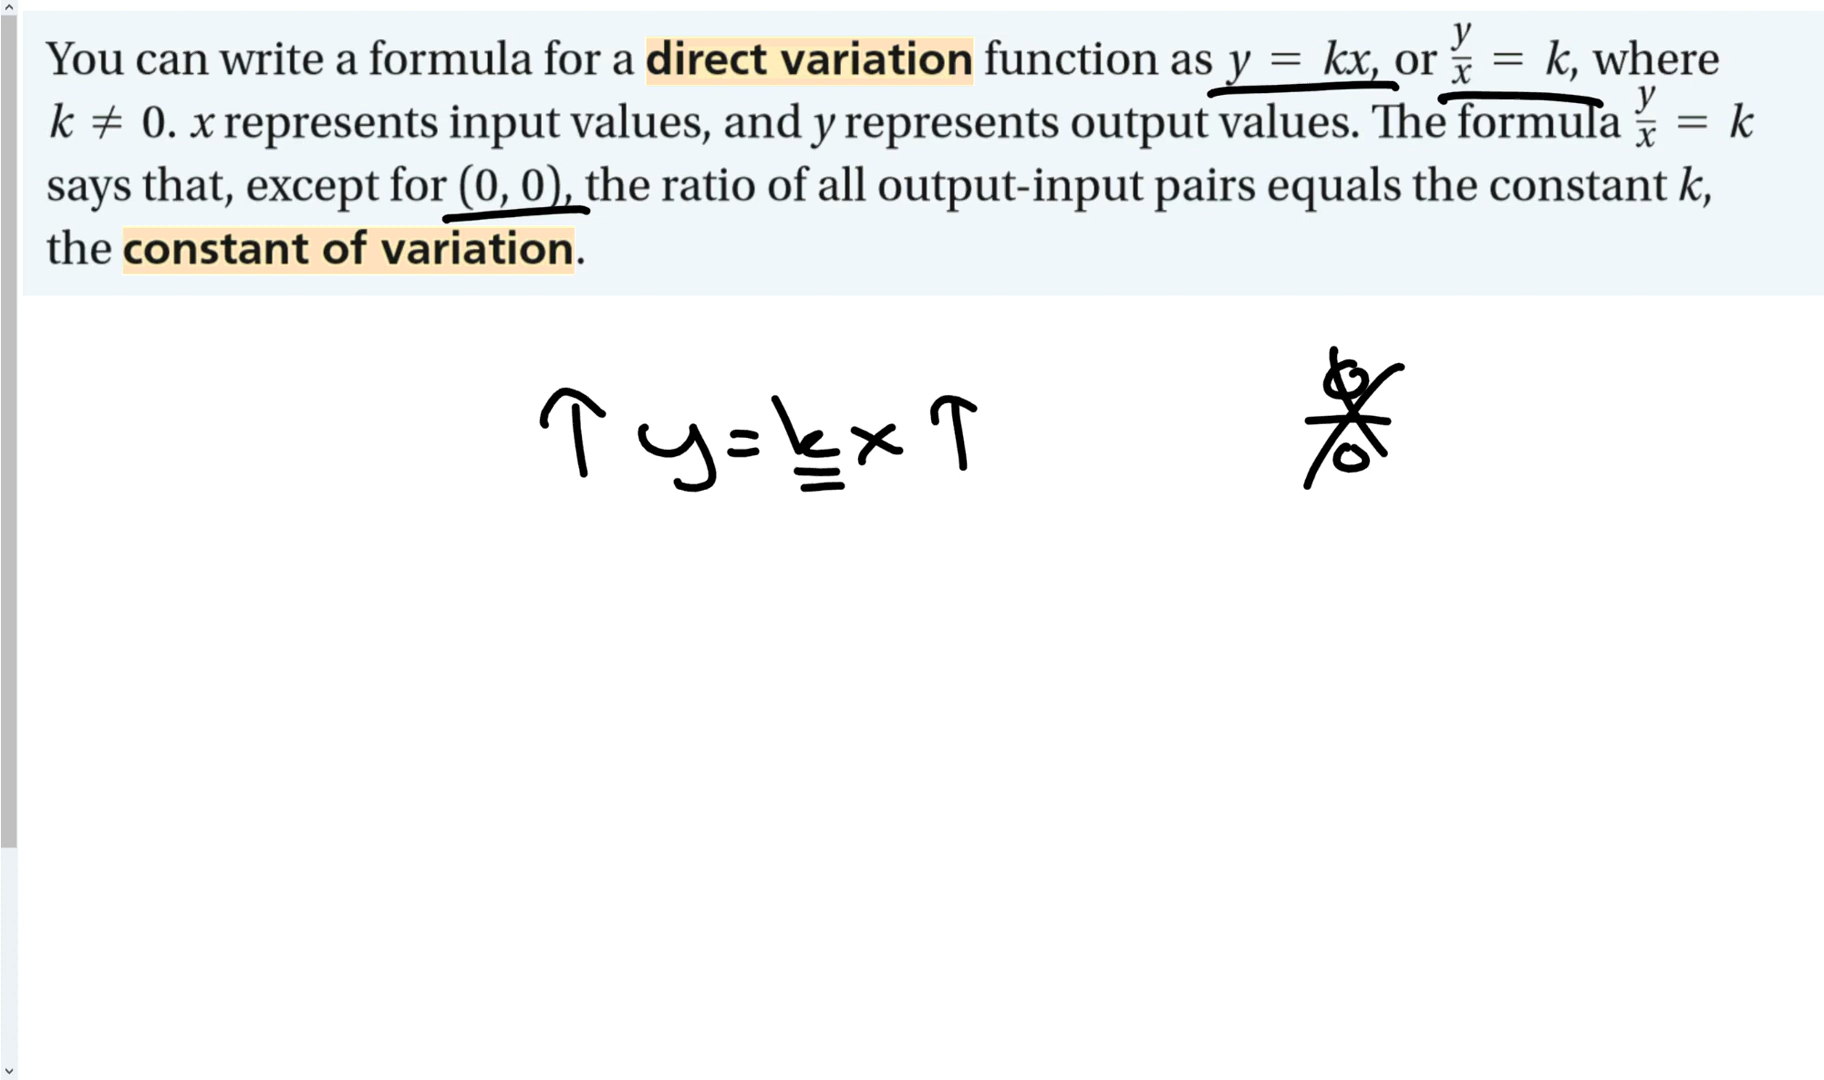 You can write a formula for a direct variation function as y = kx, or y/x = k, where
k ≠ 0. x represents input values, and y represents output values. The formula y/x = k
says that, except for (0, 0), the ratio of all output-input pairs equals the constant k,
the constant of variation.
↑ y = kx ↑
0/0